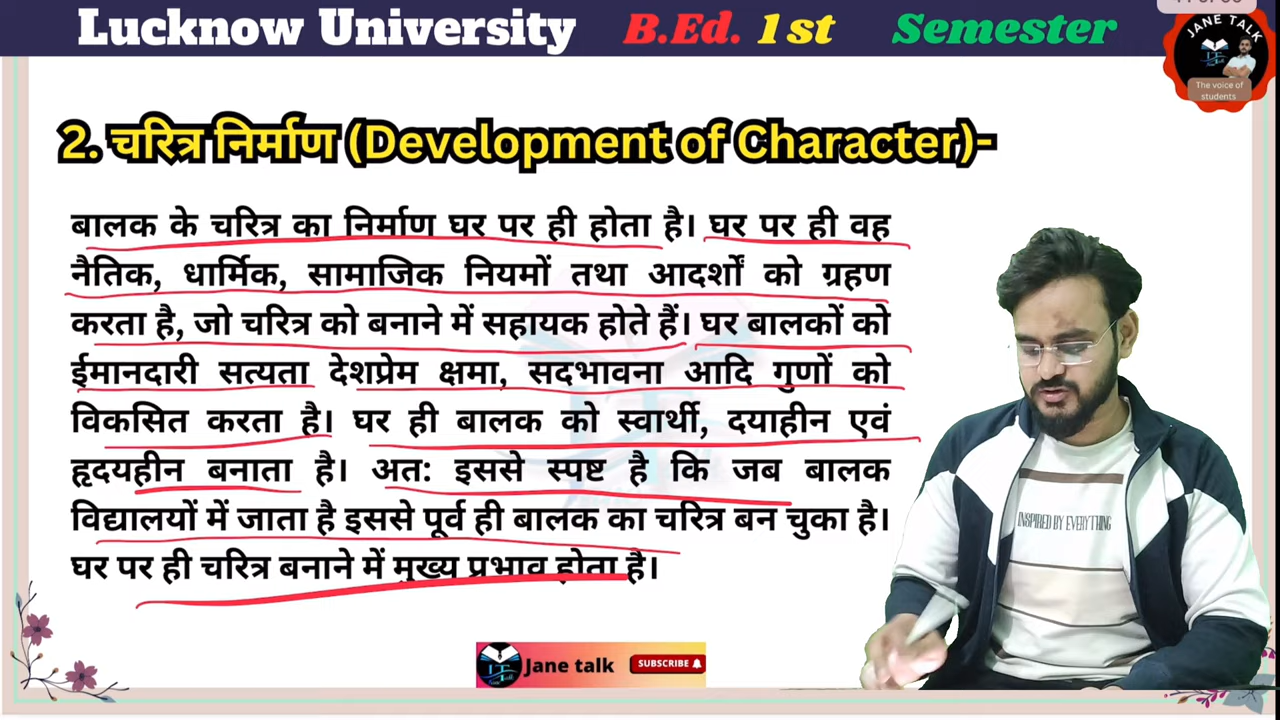 Lucknow University B.Ed. 1st Semester
JANE TALK
The voice of
students
2. चरित्र निर्माण (Development of Character)-
बालक के चरित्र का निर्माण घर पर ही होता है। घर पर ही वह
नैतिक, धार्मिक, सामाजिक नियमों तथा आदर्शों को ग्रहण
करता है, जो चरित्र को बनाने में सहायक होते हैं। घर बालकों को
ईमानदारी सत्यता देशप्रेम क्षमा, सदभावना आदि गुणों को
विकसित करता है। घर ही बालक को स्वार्थी, दयाहीन एवं
हृदयहीन बनाता है। अत: इससे स्पष्ट है कि जब बालक
विद्यालयों में जाता है इससे पूर्व ही बालक का चरित्र बन चुका है।
घर पर ही चरित्र बनाने में मुख्य प्रभाव होता है।
INSPIRED BY EVERYTHING
Jane talk SUBSCRIBE